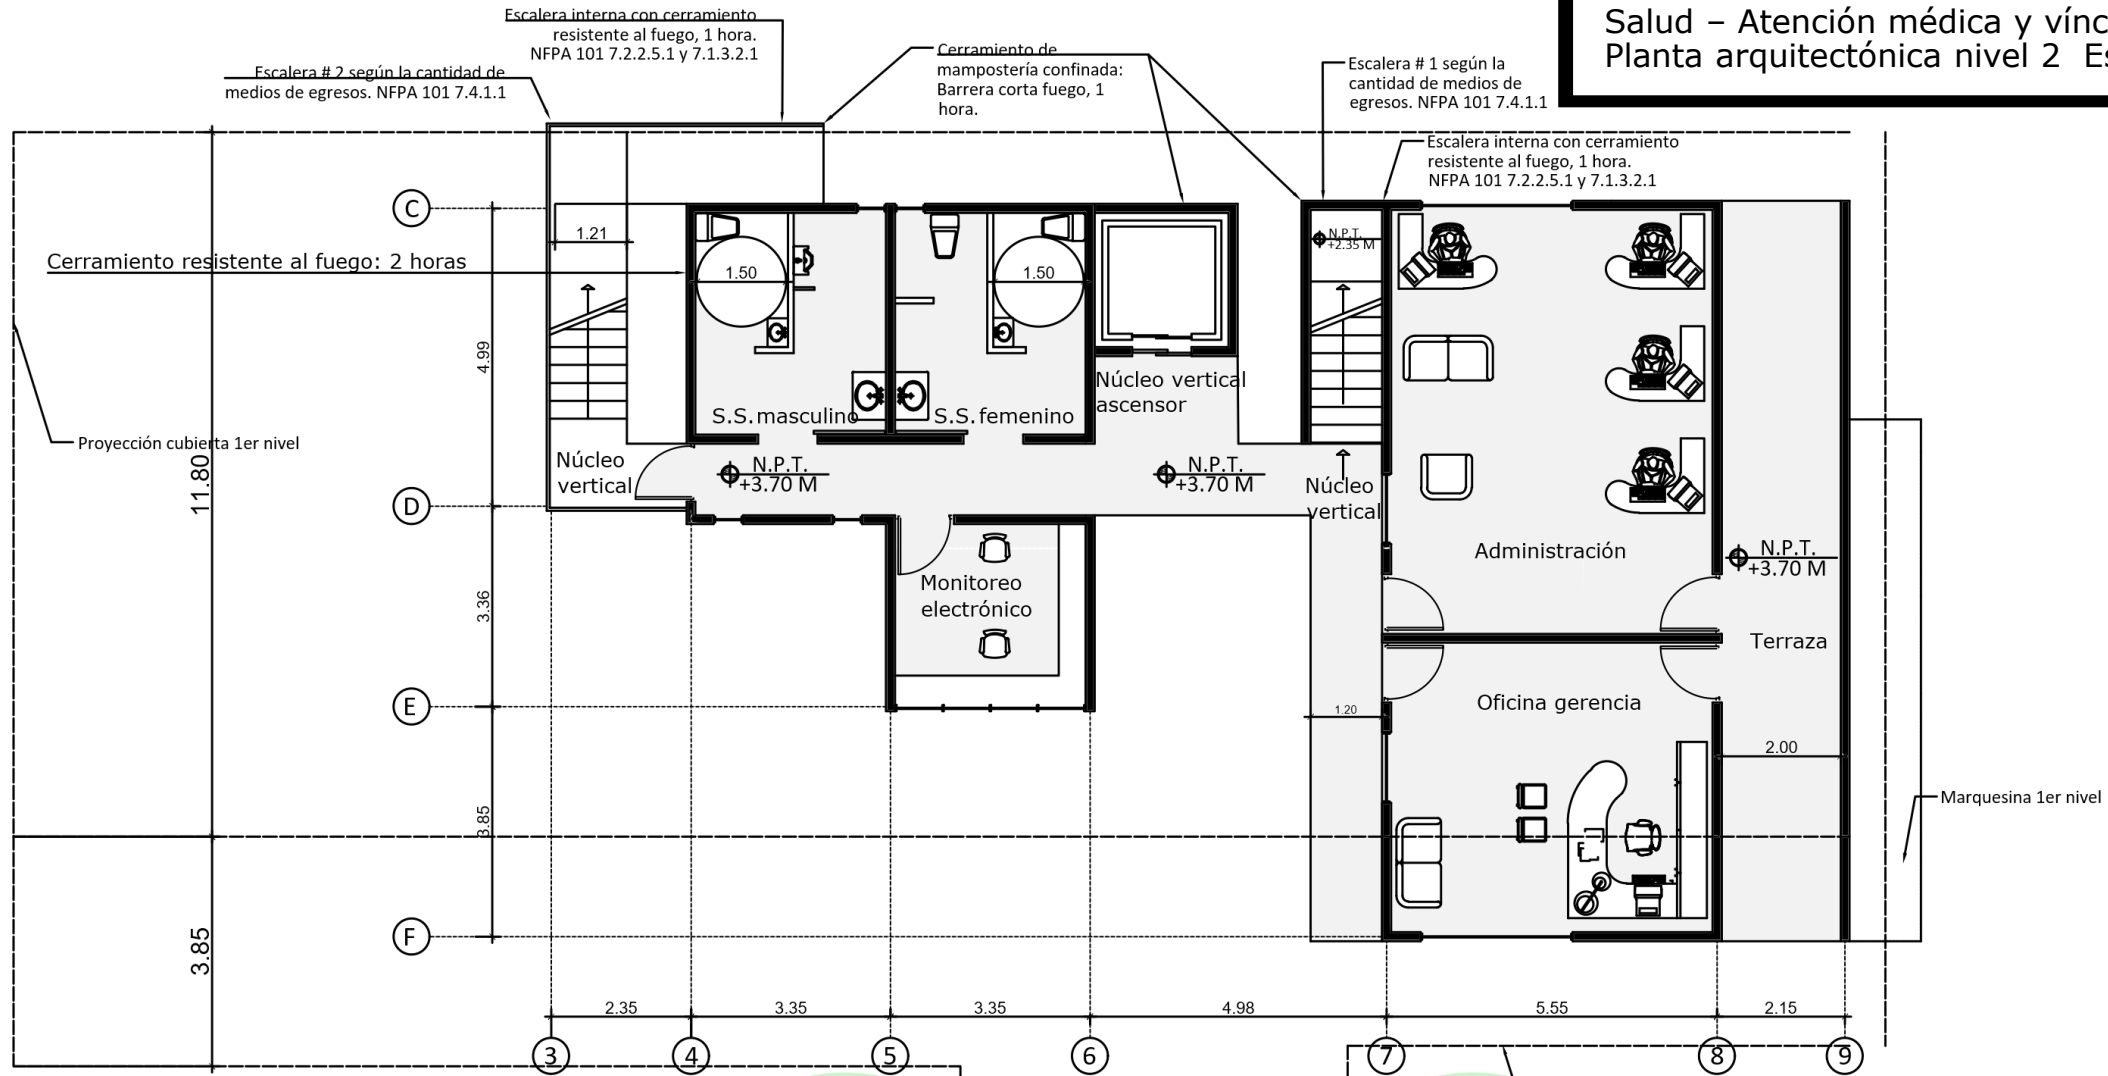 Salud – Atención médica y vínc
Planta arquitectónica nivel 2 Es
Escalera interna con cerramiento
resistente al fuego, 1 hora.
NFPA 101 7.2.2.5.1 y 7.1.3.2.1
Escalera # 2 según la cantidad de
medios de egresos. NFPA 101 7.4.1.1
Cerramiento de
mampostería confinada:
Barrera corta fuego, 1
hora.
Escalera # 1 según la
cantidad de medios de
egresos. NFPA 101 7.4.1.1
Escalera interna con cerramiento
resistente al fuego, 1 hora.
NFPA 101 7.2.2.5.1 y 7.1.3.2.1
C
1.21
N.P.T.
+2.35 M
Cerramiento resistente al fuego: 2 horas
1.50
1.50
4.99
Núcleo vertical
ascensor
S.S.masculino
S.S.femenino
Proyección cubierta 1er nivel
11.80
Núcleo
vertical
N.P.T.
+3.70 M
N.P.T.
+3.70 M
Núcleo
vertical
D
Administración
N.P.T.
+3.70 M
Monitoreo
electrónico
3.36
Terraza
E
Oficina gerencia
1.20
2.00
Marquesina 1er nivel
3.85
F
3.85
2.35
3.35
3.35
4.98
5.55
2.15
3
4
5
6
7
8
9